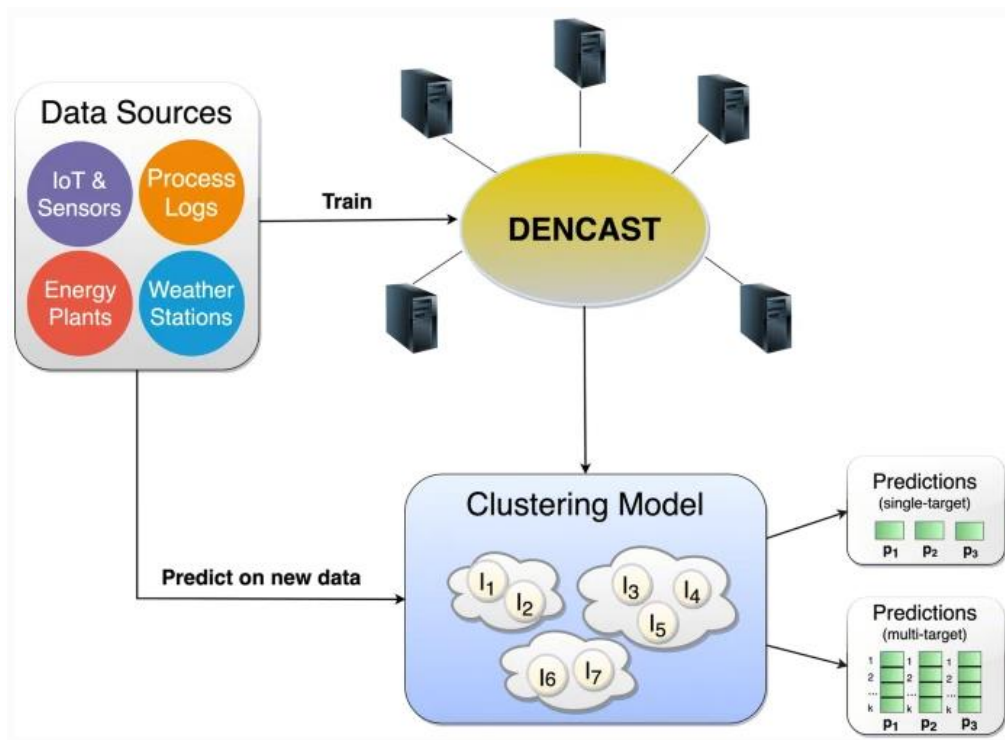 Data Sources
IoT &
Sensors
Process
Logs
Energy
Plants
Weather
Stations
Train
DENCAST
Predict on new data
Clustering Model
I1
I2
I3
I4
I5
I6
I7
Predictions
(single-target)
p1 p2 p3
Predictions
(multi-target)
1 1 1
2 2 2
... ... ...
k k k
p1 p2 p3